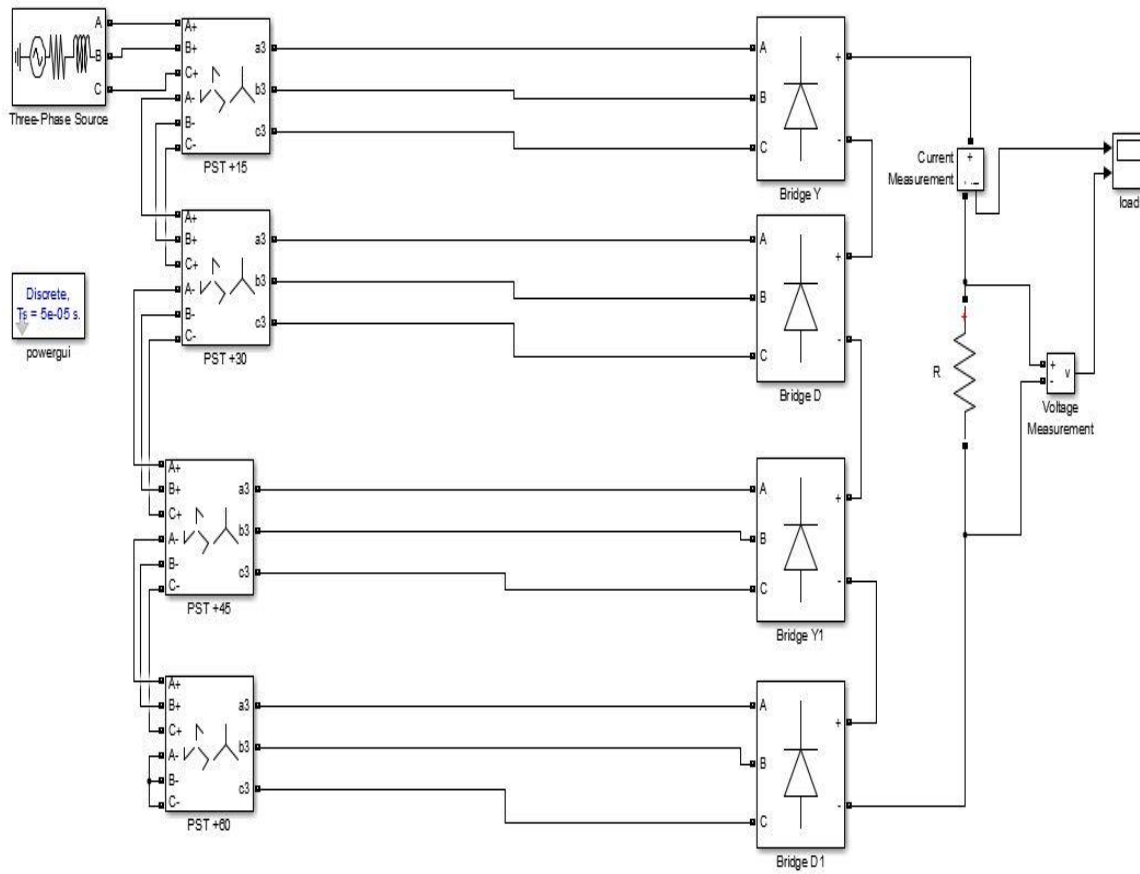 A
B
C
Three-Phase Source
A+
B+
C+
A-
B-
C-
a3
b3
c3
PST +15
A
B
C
+
-
Bridge Y
Current
Measurement
+
-
load
A+
B+
C+
A-
B-
C-
a3
b3
c3
PST +30
A
B
C
+
-
Bridge D
Discrete,
Ts = 5e-05 s.
powergui
+
R
+
-
v
Voltage
Measurement
A+
B+
C+
A-
B-
C-
a3
b3
c3
PST +45
A
B
C
+
-
Bridge Y1
A+
B+
C+
A-
B-
C-
a3
b3
c3
PST +60
A
B
C
+
-
Bridge D1